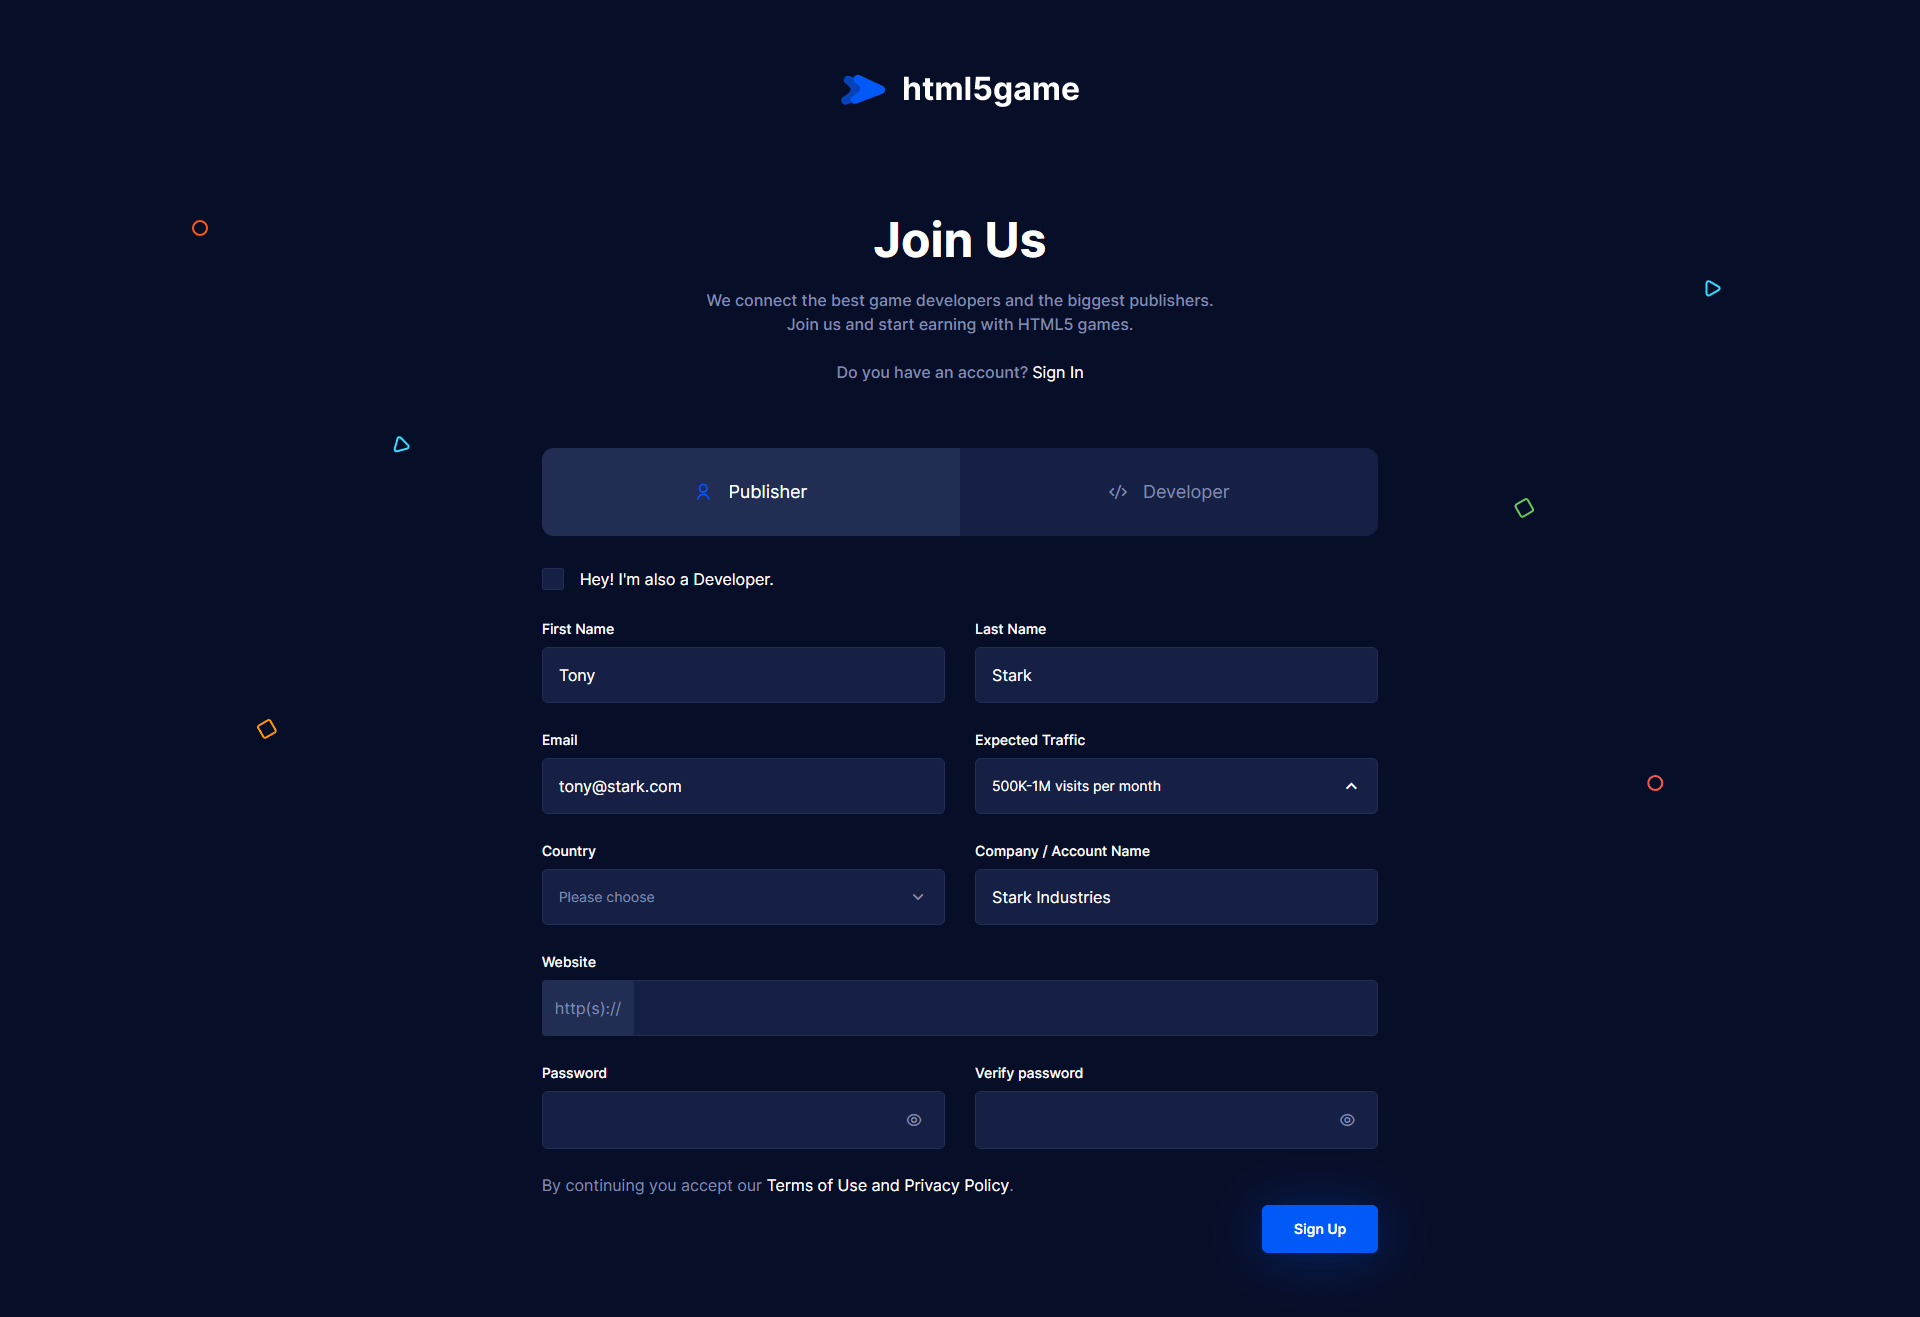 html5game
Join Us
We connect the best game developers and the biggest publishers.
Join us and start earning with HTML5 games.
Do you have an account? Sign In
Publisher
Developer
Hey! I'm also a Developer.
First Name
Last Name
Tony
Stark
Email
Expected Traffic
tony@stark.com
500K-1M visits per month
Country
Company / Account Name
Please choose
Stark Industries
Website
http(s)://
Password
Verify password
By continuing you accept our Terms of Use and Privacy Policy.
Sign Up